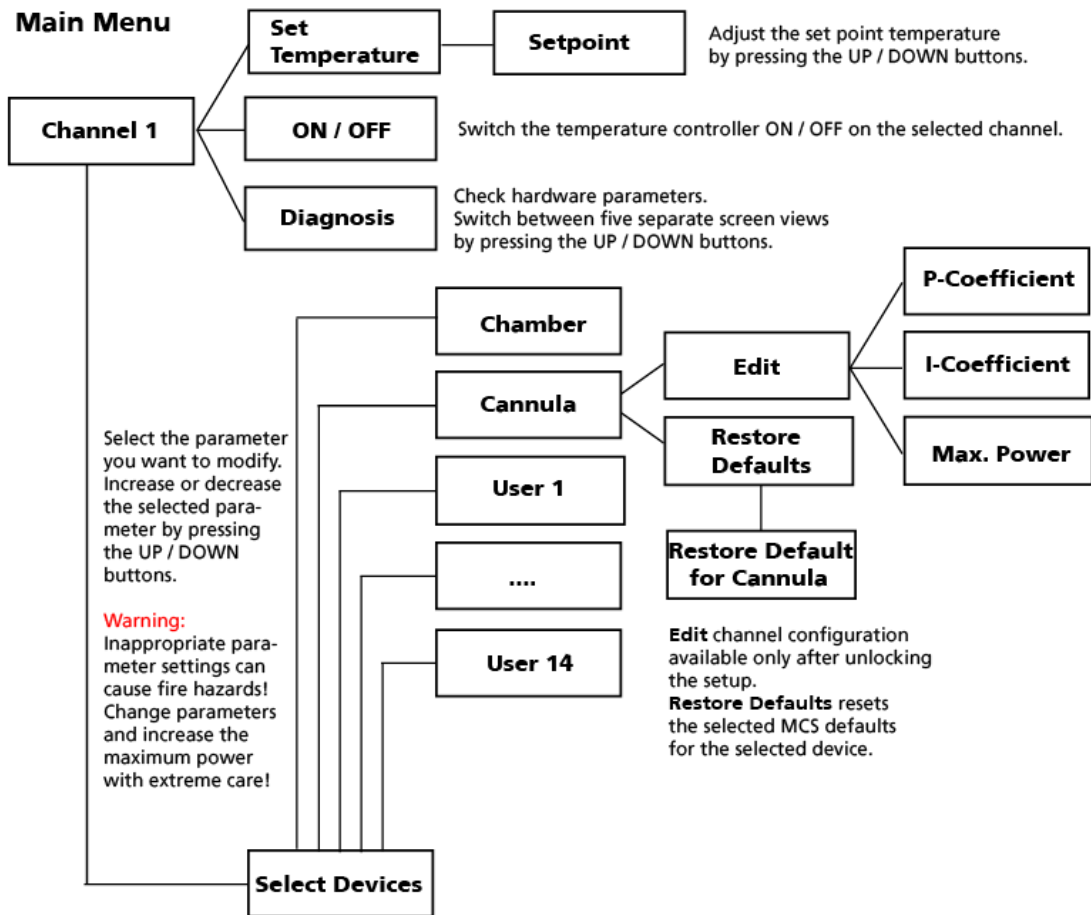 Main Menu
Set
Temperature
Setpoint
Adjust the set point temperature
by pressing the UP / DOWN buttons.
Channel 1
ON / OFF
Switch the temperature controller ON / OFF on the selected channel.
Diagnosis
Check hardware parameters.
Switch between five separate screen views
by pressing the UP / DOWN buttons.
Chamber
Cannula
User 1
....
User 14
Edit
Restore
Defaults
Restore Default
for Cannula
P-Coefficient
I-Coefficient
Max. Power
Select the parameter
you want to modify.
Increase or decrease
the selected para-
meter by pressing
the UP / DOWN
buttons.
Warning:
Inappropriate para-
meter settings can
cause fire hazards!
Change parameters
and increase the
maximum power
with extreme care!
Edit channel configuration
available only after unlocking
the setup.
Restore Defaults resets
the selected MCS defaults
for the selected device.
Select Devices